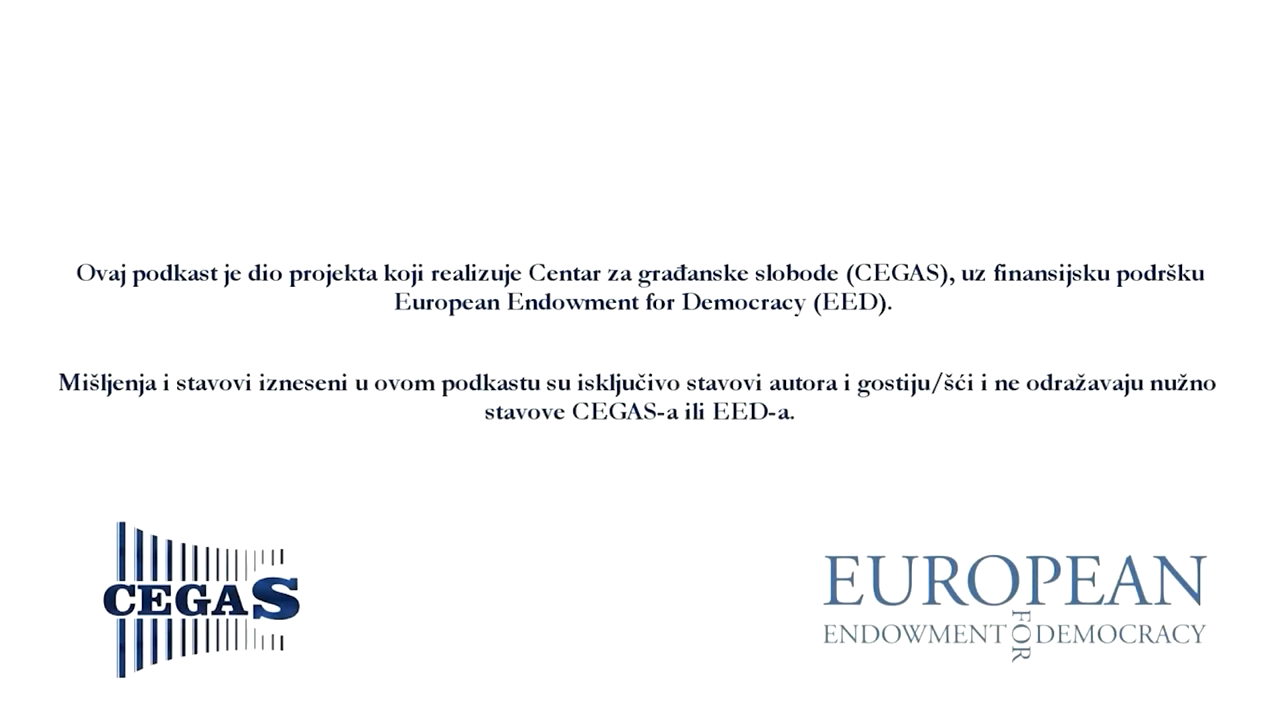 Ovaj podkast je dio projekta koji realizuje Centar za građanske slobode (CEGAS), uz finansijsku podršku
European Endowment for Democracy (EED).
Mišljenja i stavovi izneseni u ovom podkastu su isključivo stavovi autora i gostiju/šći i ne odražavaju nužno
stavove CEGAS-a ili EED-a.
CEGAS
EUROPEAN
ENDOWMENT FOR DEMOCRACY